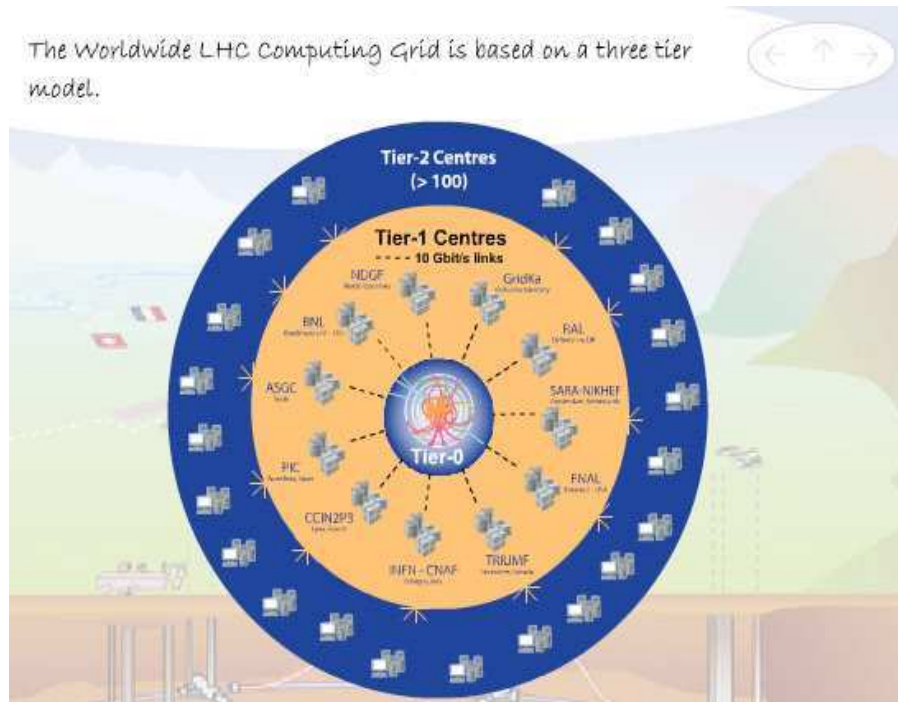 The Worldwide LHC Computing Grid is based on a three tier
model.
Tier-2 Centres
(> 100)
Tier-1 Centres
---- 10 Gbit/s links
NDGF
GridKa
BNL
RAL
ASGC
SARA-NIKHEF
Tier-0
PIC
FNAL
CCIN2P3
TRIUMF
INFN - CNAF